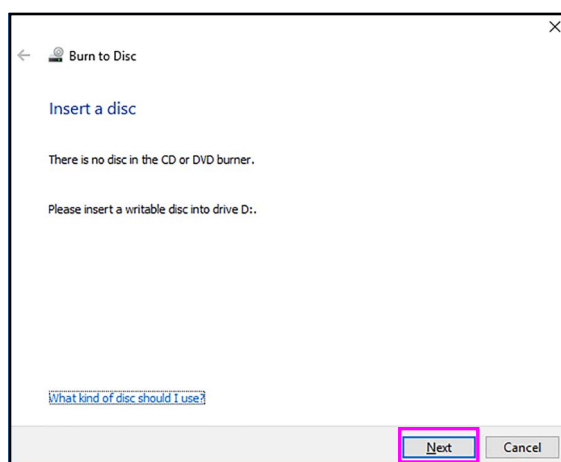 Burn to Disc
Insert a disc
There is no disc in the CD or DVD burner.
Please insert a writable disc into drive D:.
What kind of disc should I use?
Next Cancel